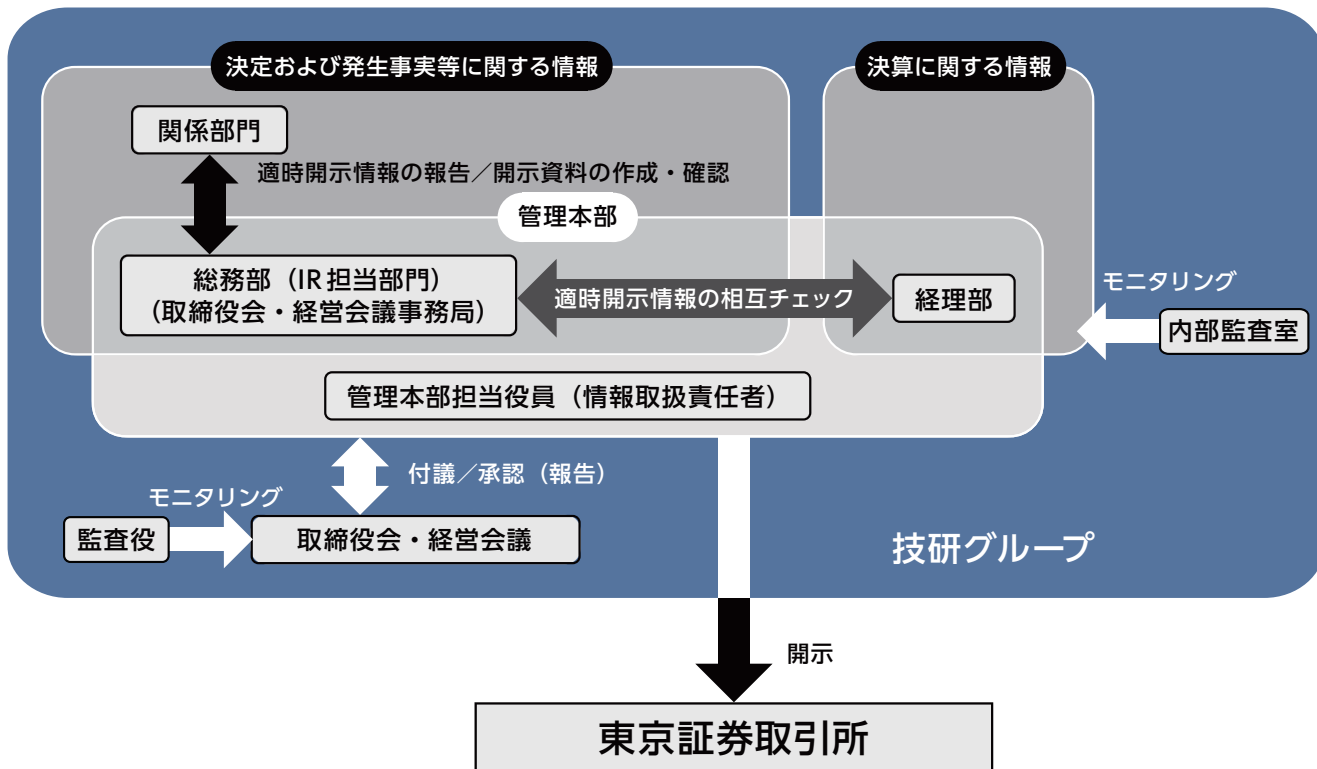 決定および発生事実等に関する情報
決算に関する情報
関係部門
適時開示情報の報告／開示資料の作成・確認
管理本部
総務部（IR担当部門）
（取締役会・経営会議事務局）
適時開示情報の相互チェック
経理部
モニタリング
内部監査室
管理本部担当役員（情報取扱責任者）
付議／承認（報告）
モニタリング
監査役
取締役会・経営会議
技研グループ
開示
東京証券取引所